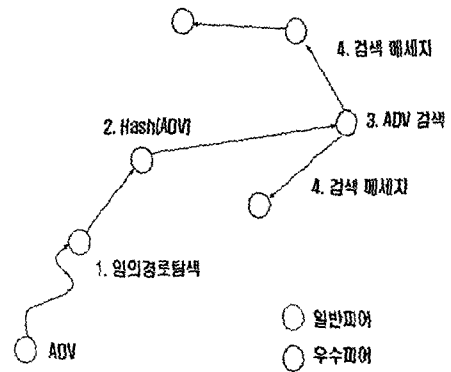 4. 검색 메세지
2. Hash(ADV)
3. ADV 검색
4. 검색 메세지
1. 임의경로탐색
일반피어
ADV
우수피어